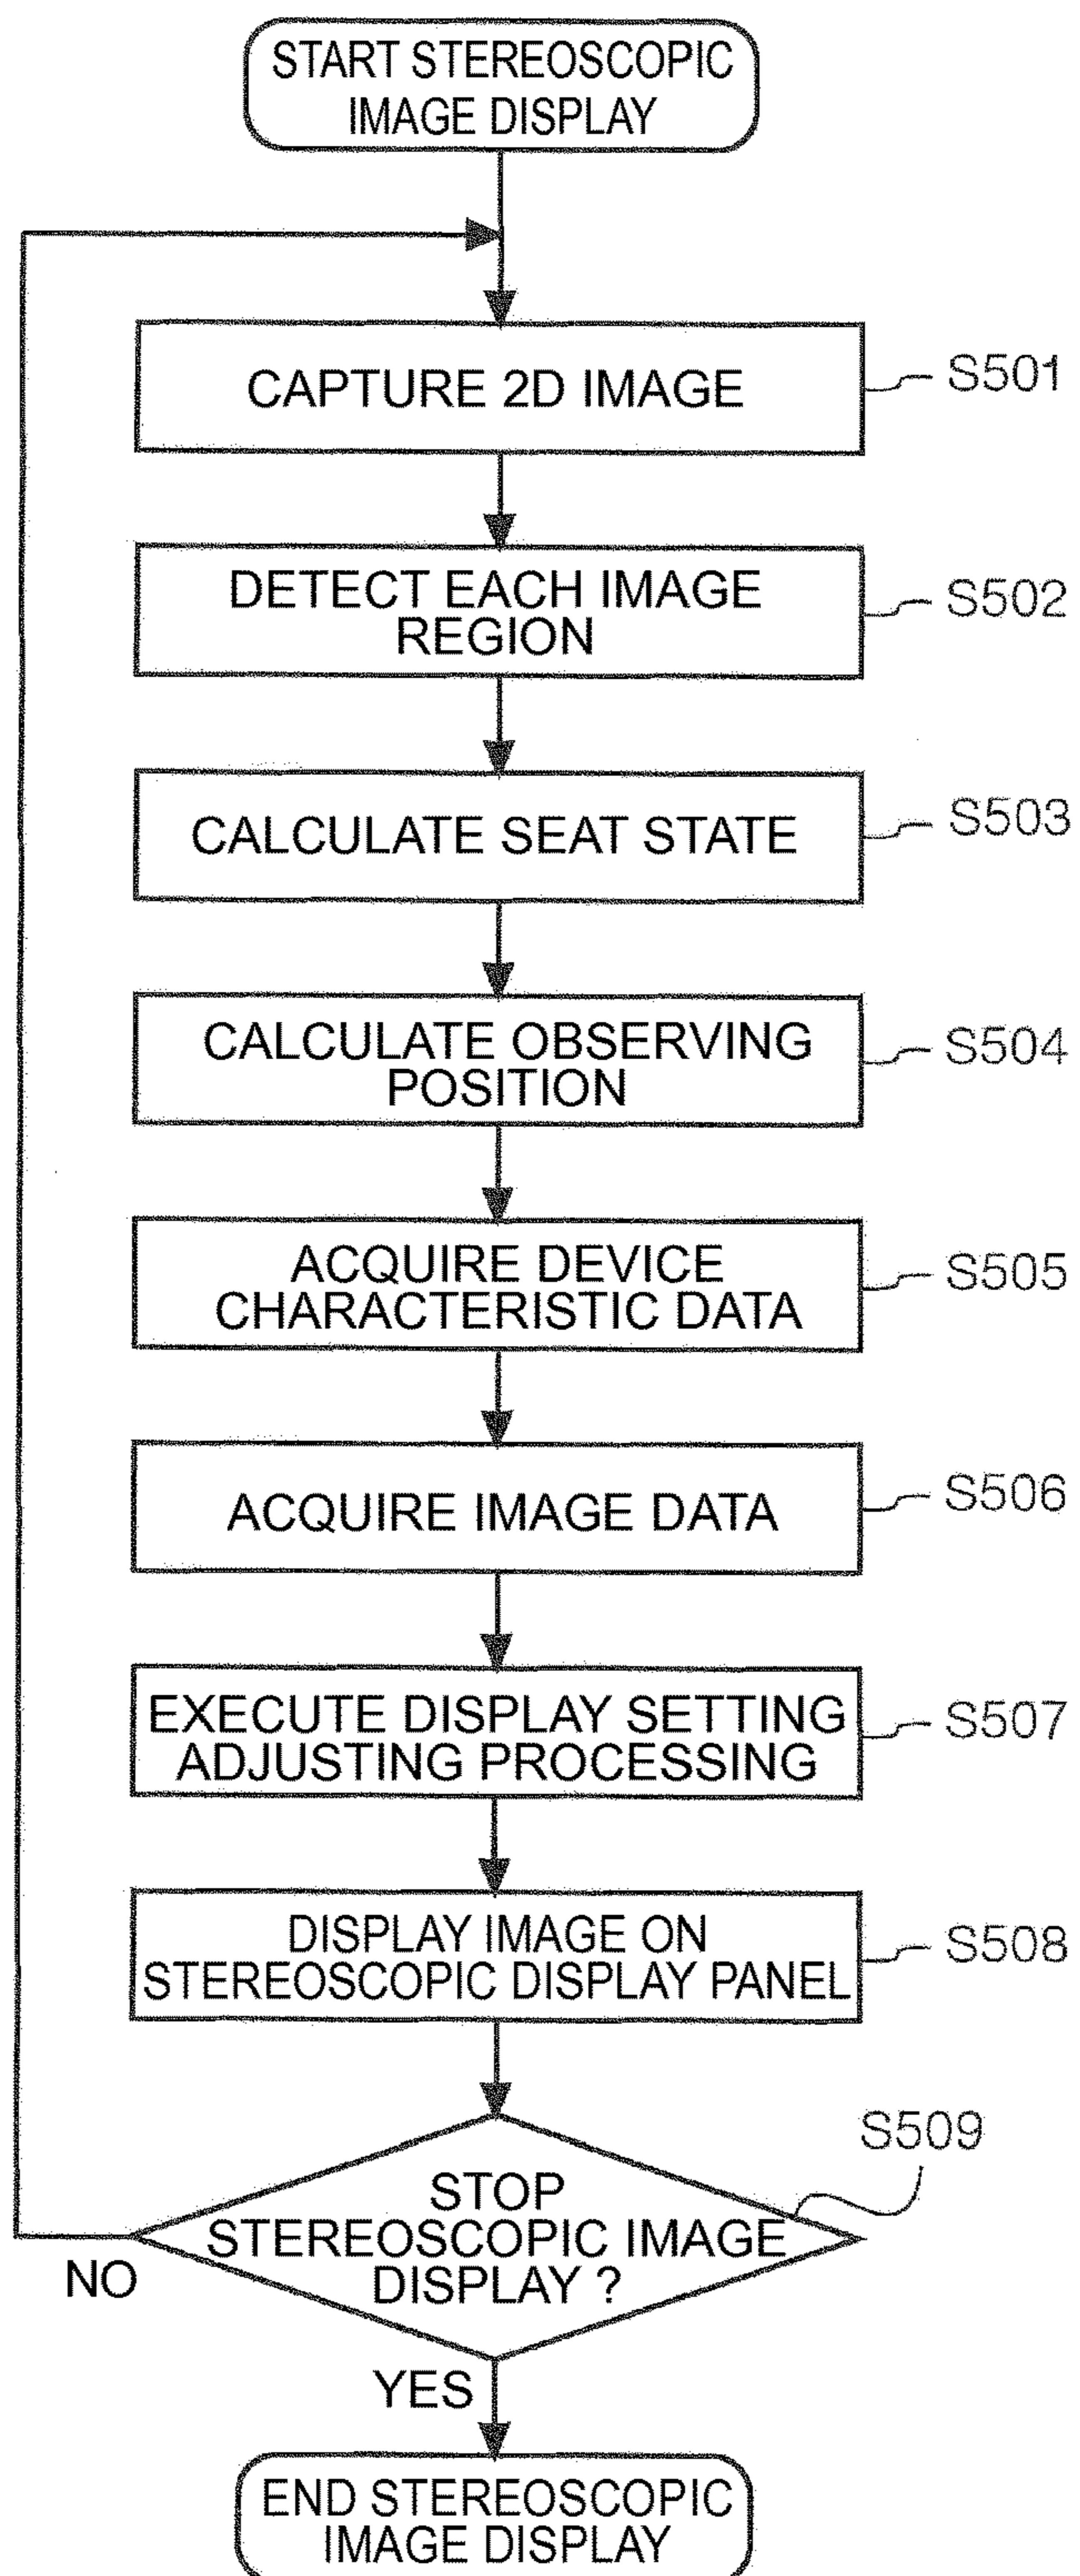 START STEREOSCOPIC
IMAGE DISPLAY
CAPTURE 2D IMAGE
S501
DETECT EACH IMAGE
REGION
S502
CALCULATE SEAT STATE
S503
CALCULATE OBSERVING
POSITION
S504
ACQUIRE DEVICE
CHARACTERISTIC DATA
S505
ACQUIRE IMAGE DATA
S506
EXECUTE DISPLAY SETTING
ADJUSTING PROCESSING
S507
DISPLAY IMAGE ON
STEREOSCOPIC DISPLAY PANEL
S508
S509
STOP
STEREOSCOPIC IMAGE
DISPLAY ?
NO
YES
END STEREOSCOPIC
IMAGE DISPLAY